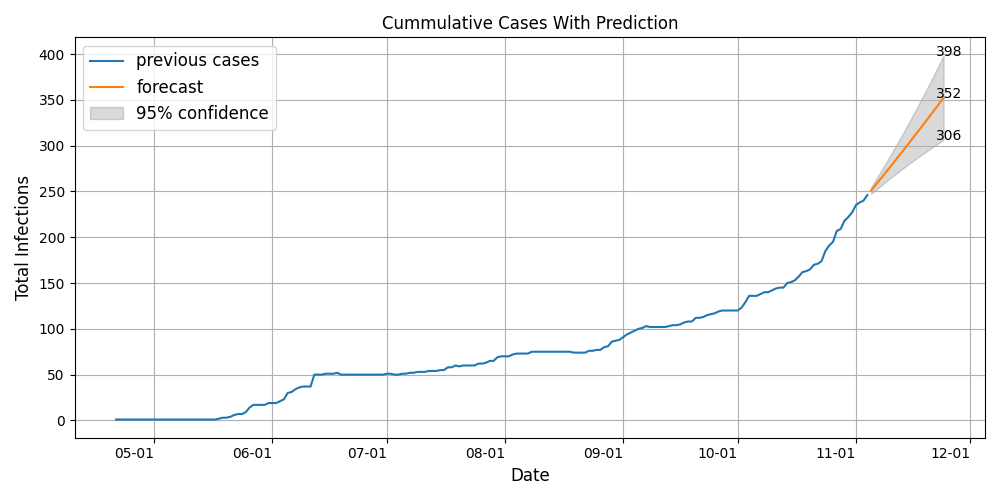 Cummulative Cases With Prediction
previous cases
forecast
95% confidence
398
352
306
400
350
300
250
200
150
100
50
0
Total Infections
05-01 06-01 07-01 08-01 09-01 10-01 11-01 12-01
Date